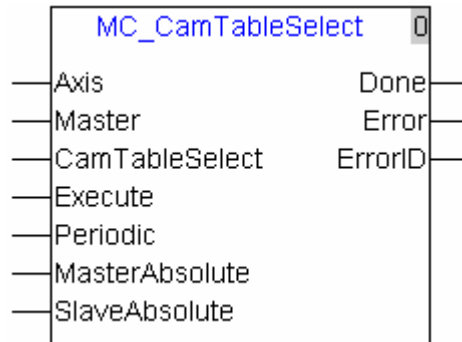 MC_CamTableSelect 0
Axis Done
Master Error
CamTableSelect ErrorID
Execute
Periodic
MasterAbsolute
SlaveAbsolute